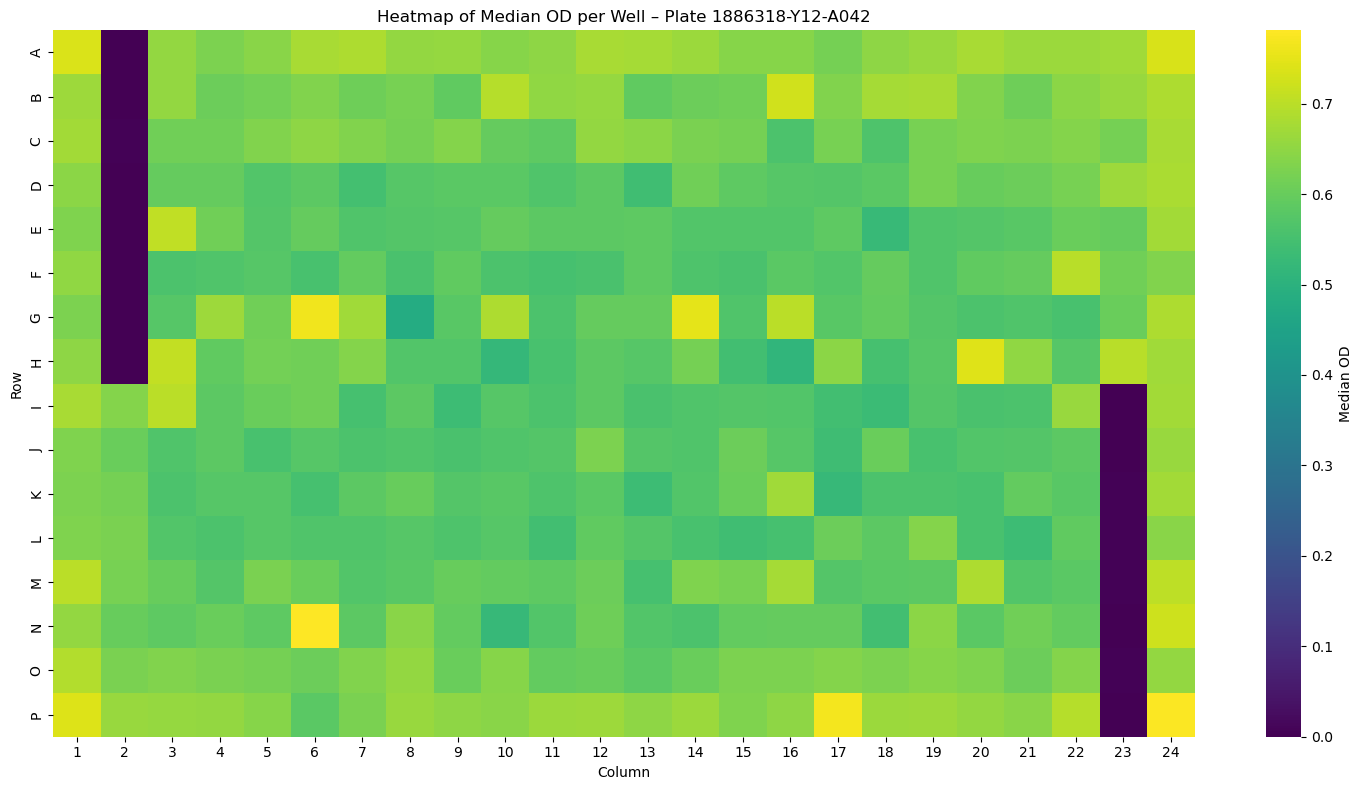 Heatmap of Median OD per Well – Plate 1886318-Y12-A042
Row
A
B
C
D
E
F
G
H
I
J
K
L
M
N
O
P
1 2 3 4 5 6 7 8 9 10 11 12 13 14 15 16 17 18 19 20 21 22 23 24
Column
0.7
0.6
0.5
0.4
0.3
0.2
0.1
0.0
Median OD